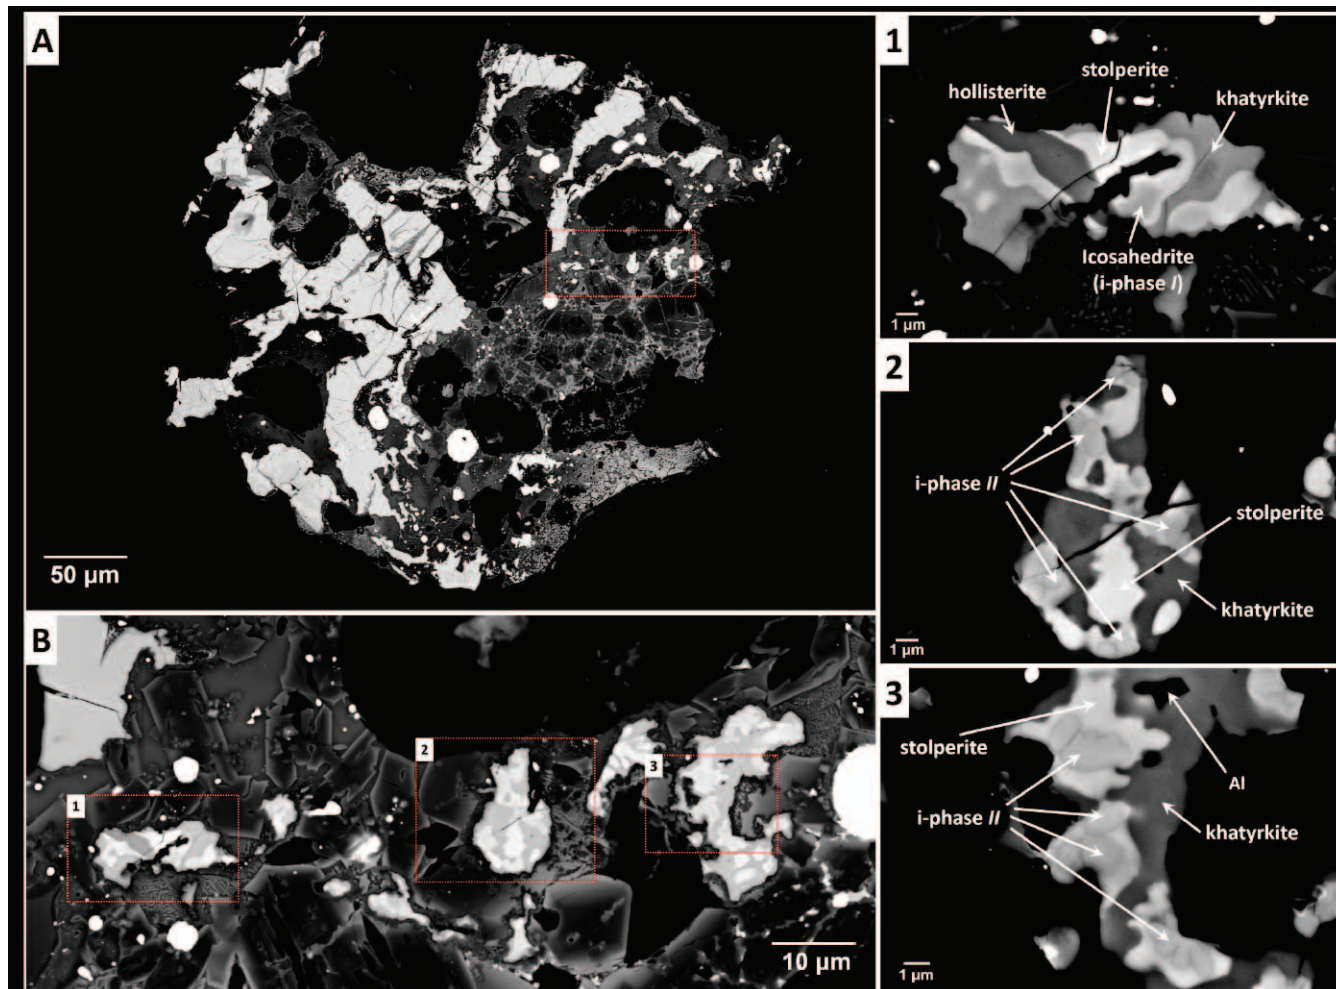 A
50 µm
B
1
2
3
10 µm
1
stolperite
hollisterite
khatyrkite
Icosahedrite
(i-phase I)
1 µm
2
i-phase II
stolperite
khatyrkite
1 µm
3
stolperite
Al
i-phase II
khatyrkite
1 µm